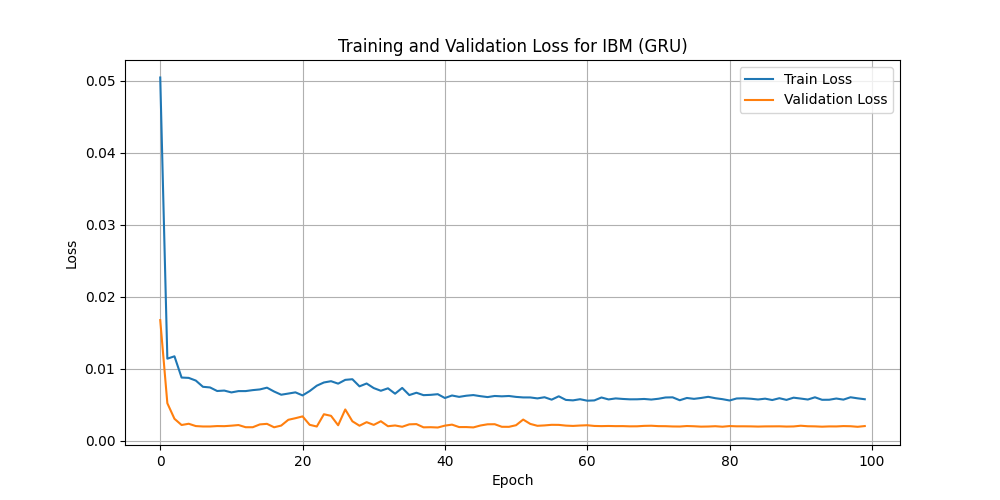 Training and Validation Loss for IBM (GRU)
Train Loss
Validation Loss
Loss
0.05
0.04
0.03
0.02
0.01
0.00
0 20 40 60 80 100
Epoch